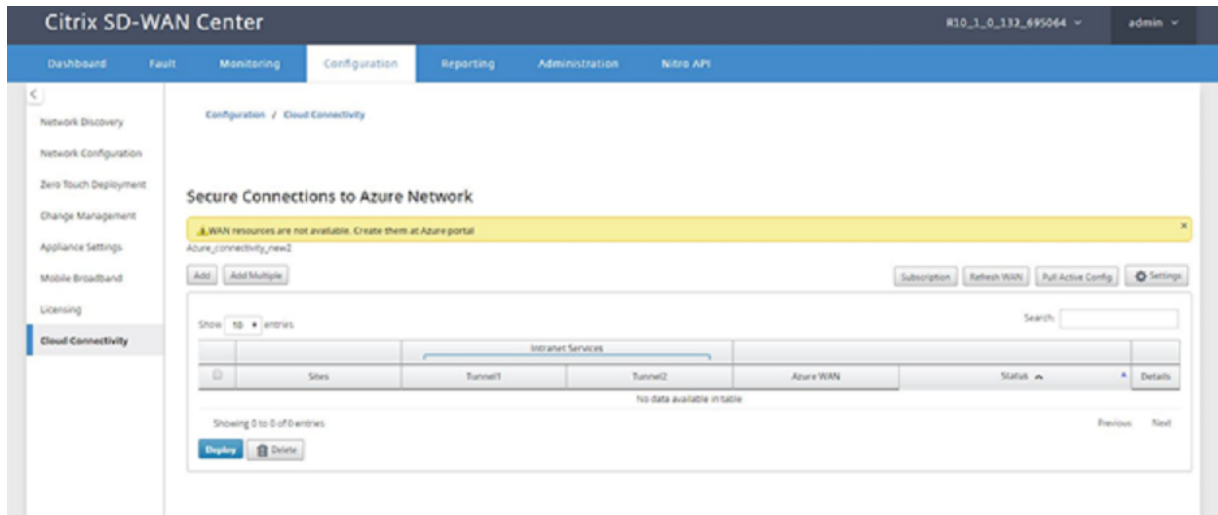 Citrix SD-WAN Center
R10_1_0_132_695064
admin
Dashboard Fault Monitoring Configuration Reporting Administration Nitro API
Configuration / Cloud Connectivity
Network Discovery
Network Configuration
Zero Touch Deployment
Change Management
Appliance Settings
Mobile Broadband
Licensing
Cloud Connectivity
Secure Connections to Azure Network
WAN resources are not available. Create them at Azure portal
Azure_connectivity_new2
Add Add Multiple Subscription Refresh WAN Pull Active Config Settings
Show 10 entries Search:
Intranet Services
Sites Tunnel1 Tunnel2 Azure WAN Status Details
No data available in table
Showing 0 to 0 of 0 entries Previous Next
Deploy Delete